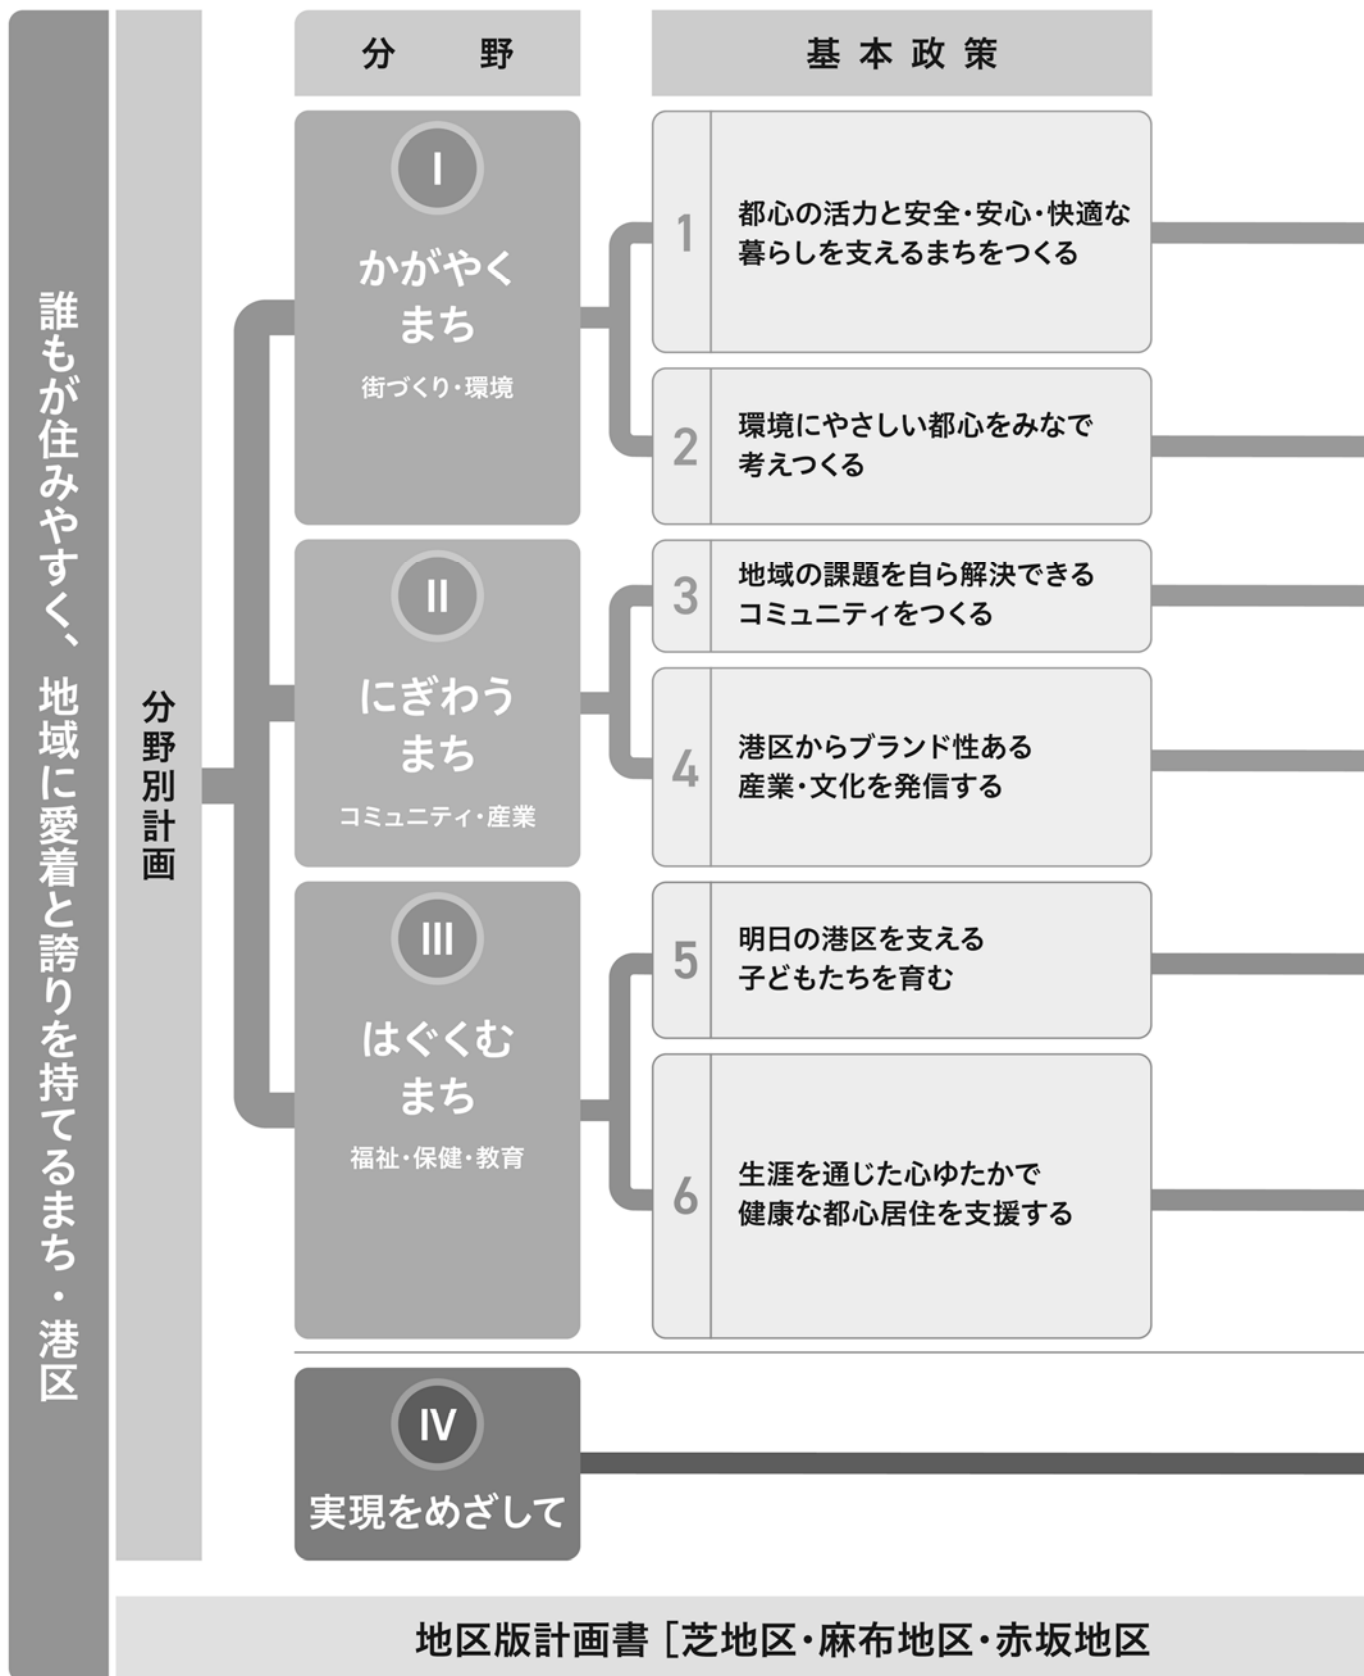 誰もが住みやすく、地域に愛着と誇りを持てるまち・港区
分野別計画
分野
基本政策
I
かがやく
まち
街づくり・環境
1
都心の活力と安全・安心・快適な
暮らしを支えるまちをつくる
2
環境にやさしい都心をみなで
考えつくる
II
にぎわう
まち
コミュニティ・産業
3
地域の課題を自ら解決できる
コミュニティをつくる
4
港区からブランド性ある
産業・文化を発信する
III
はぐくむ
まち
福祉・保健・教育
5
明日の港区を支える
子どもたちを育む
6
生涯を通じた心ゆたかで
健康な都心居住を支援する
IV
実現をめざして
地区版計画書［芝地区・麻布地区・赤坂地区